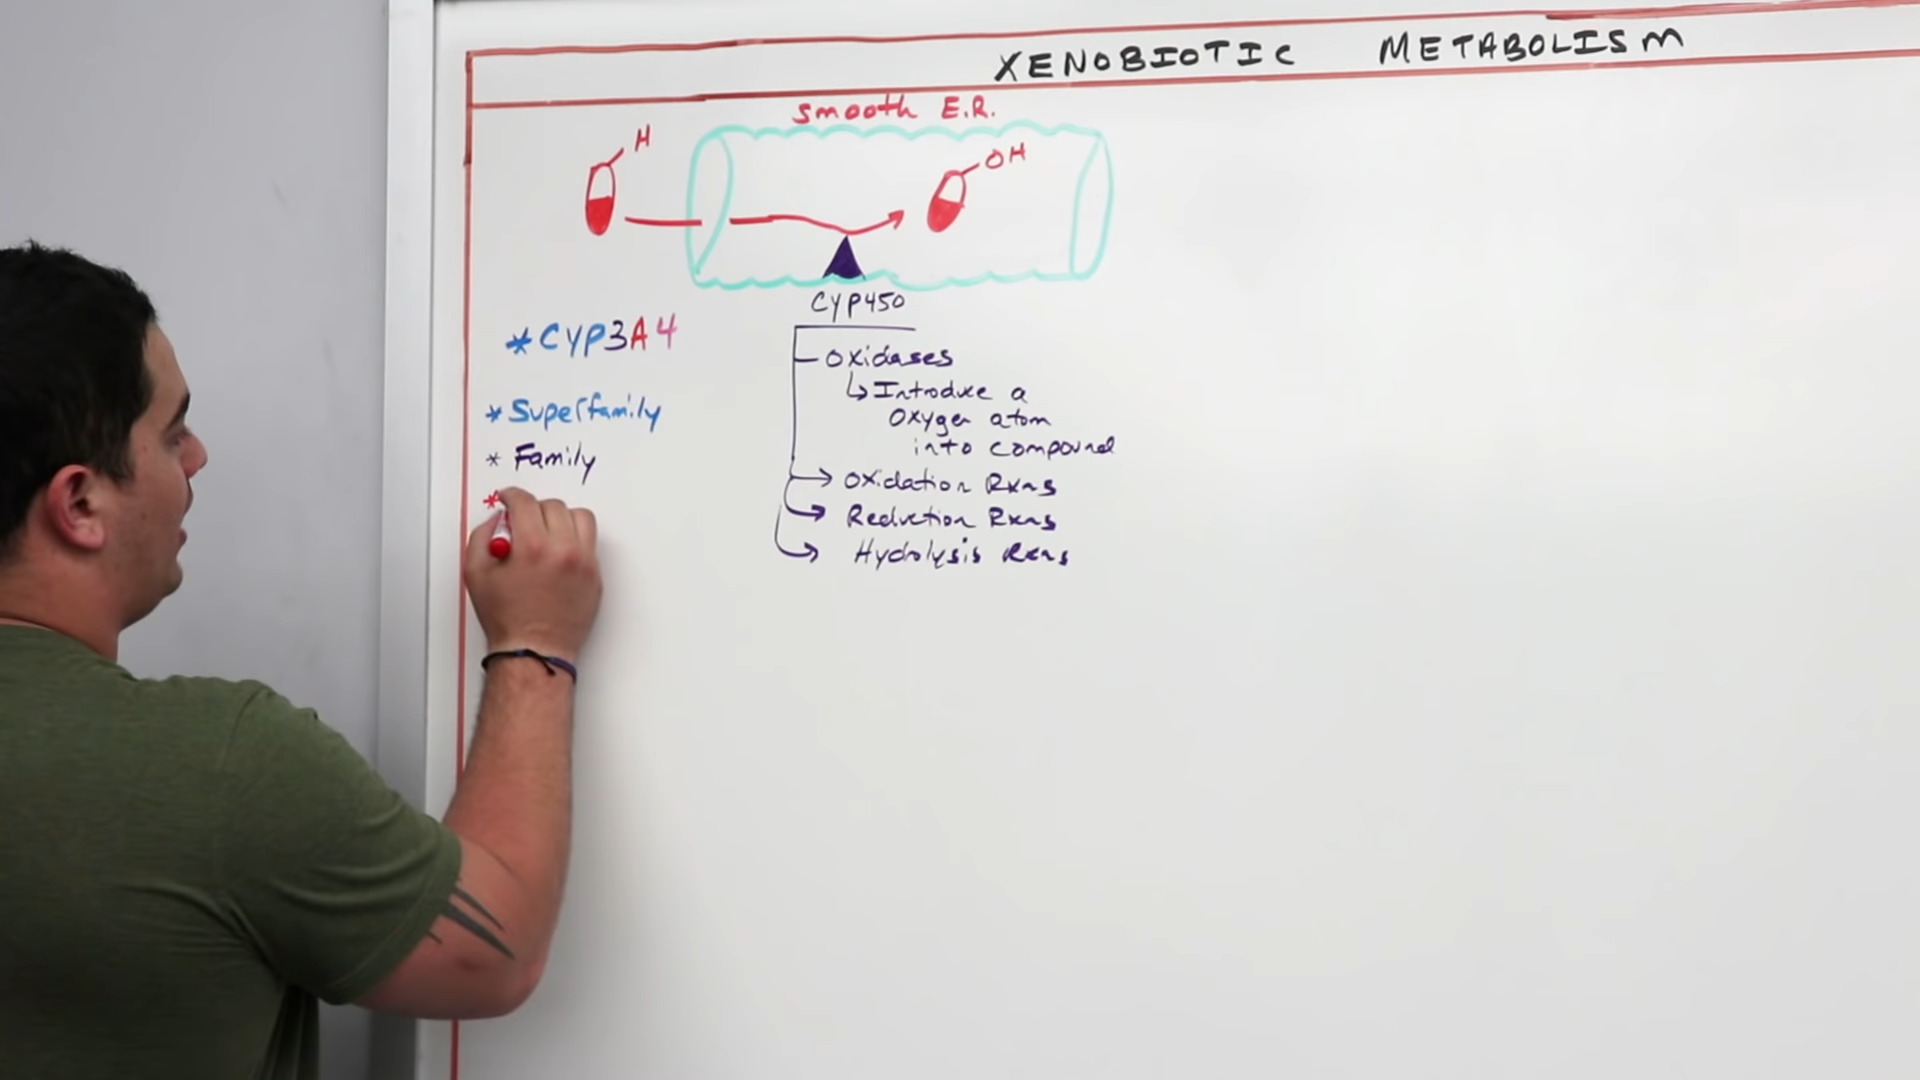 XENOBIOTIC METABOLISM
smooth E.R.
H
OH
CYP450
*CYP3A4
Oxidases
↳ Introduce a
Oxygen atom
into compound
* Superfamily
* Family
*
Oxidation Rxns
Reduction Rxns
Hydrolysis Rxns